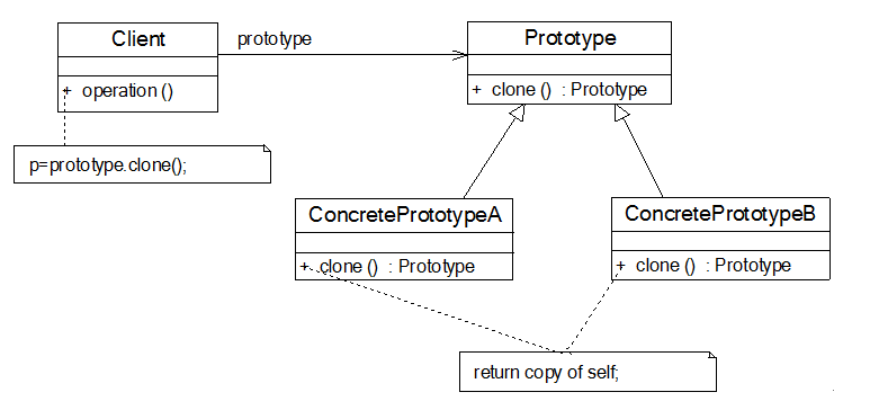 Client
prototype
Prototype
+ operation ()
+ clone () : Prototype
p=prototype.clone();
ConcretePrototypeA
ConcretePrototypeB
+ clone () : Prototype
+ clone () : Prototype
return copy of self;